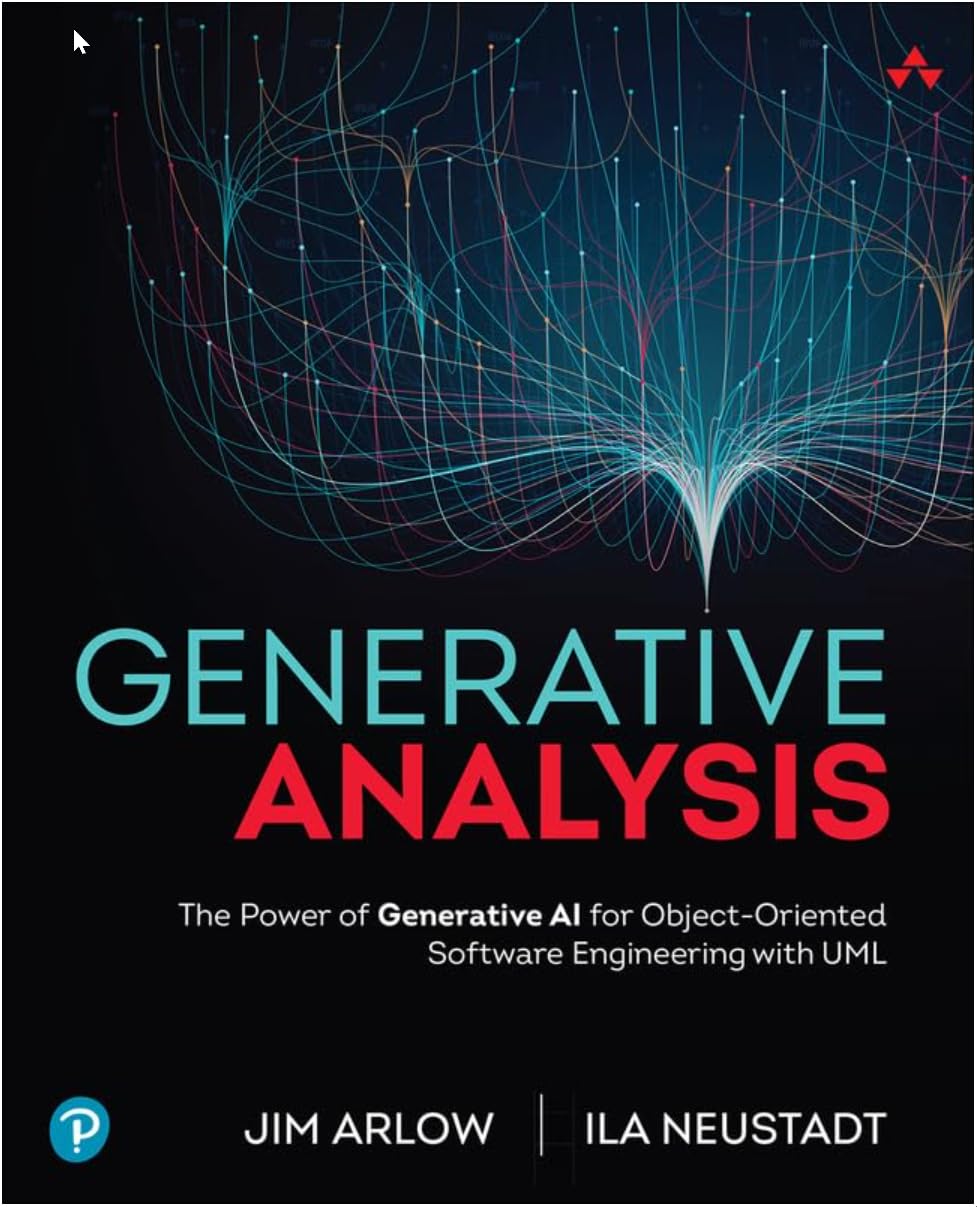 GENERATIVE
ANALYSIS
The Power of Generative AI for Object-Oriented
Software Engineering with UML
JIM ARLOW
ILA NEUSTADT